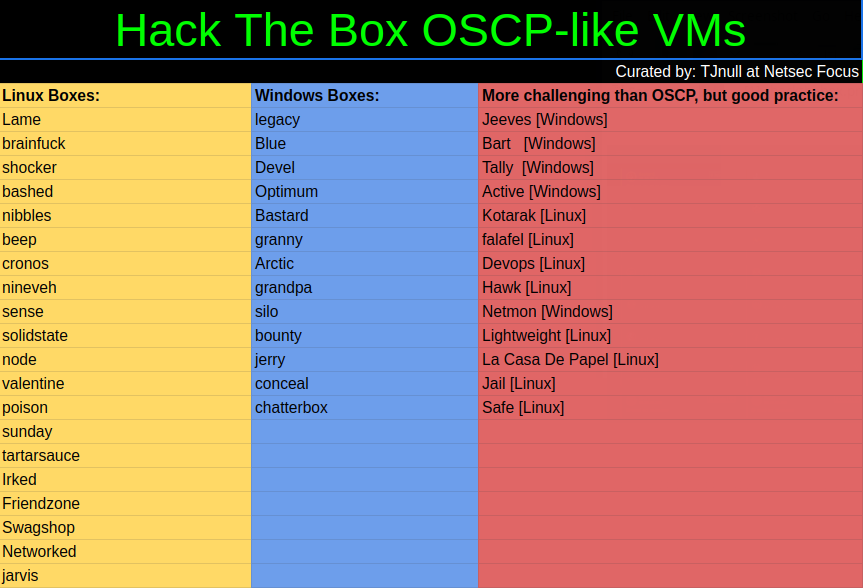 Hack The Box OSCP-like VMs
Curated by: TJnull at Netsec Focus
Linux Boxes: Windows Boxes: More challenging than OSCP, but good practice:
Lame legacy Jeeves [Windows]
brainfuck Blue Bart [Windows]
shocker Devel Tally [Windows]
bashed Optimum Active [Windows]
nibbles Bastard Kotarak [Linux]
beep granny falafel [Linux]
cronos Arctic Devops [Linux]
nineveh grandpa Hawk [Linux]
sense silo Netmon [Windows]
solidstate bounty Lightweight [Linux]
node jerry La Casa De Papel [Linux]
valentine conceal Jail [Linux]
poison chatterbox Safe [Linux]
sunday
tartarsauce
Irked
Friendzone
Swagshop
Networked
jarvis